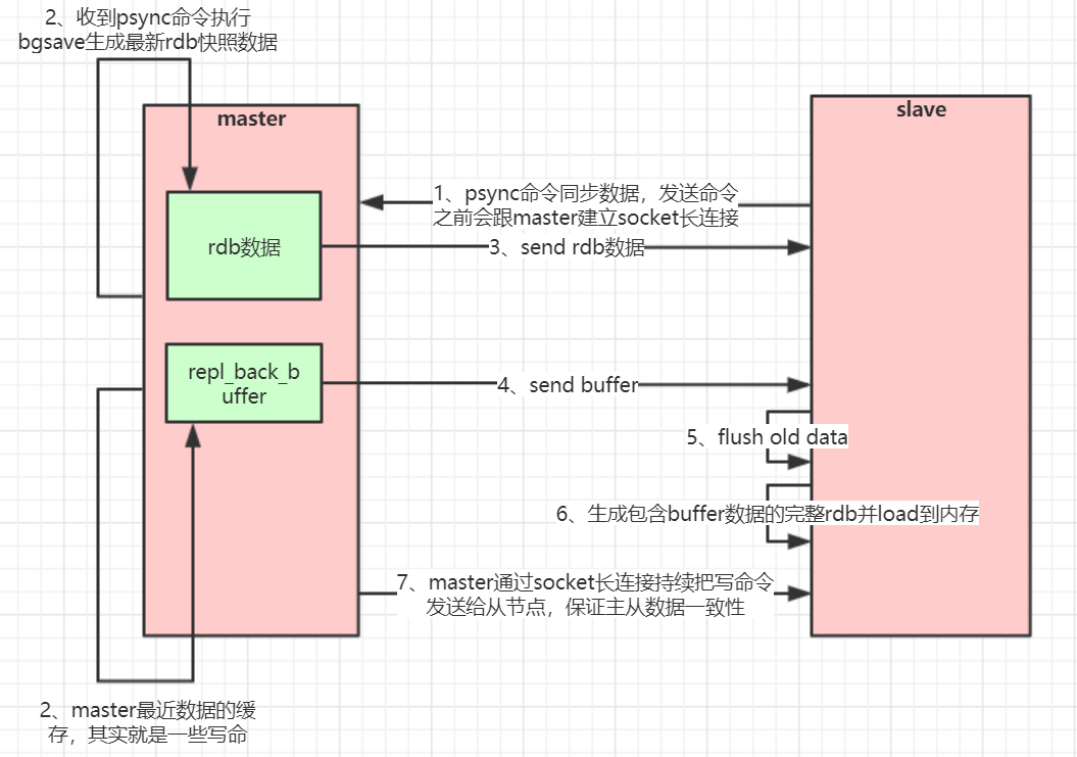 2、收到psync命令执行
bgsave生成最新rdb快照数据
master
slave
1、psync命令同步数据，发送命令
之前会跟master建立socket长连接
rdb数据
3、send rdb数据
repl_back_b
uffer
4、send buffer
5、flush old data
6、生成包含buffer数据的完整rdb并load到内存
7、master通过socket长连接持续把写命令
发送给从节点，保证主从数据一致性
2、master最近数据的缓
存，其实就是一些写命